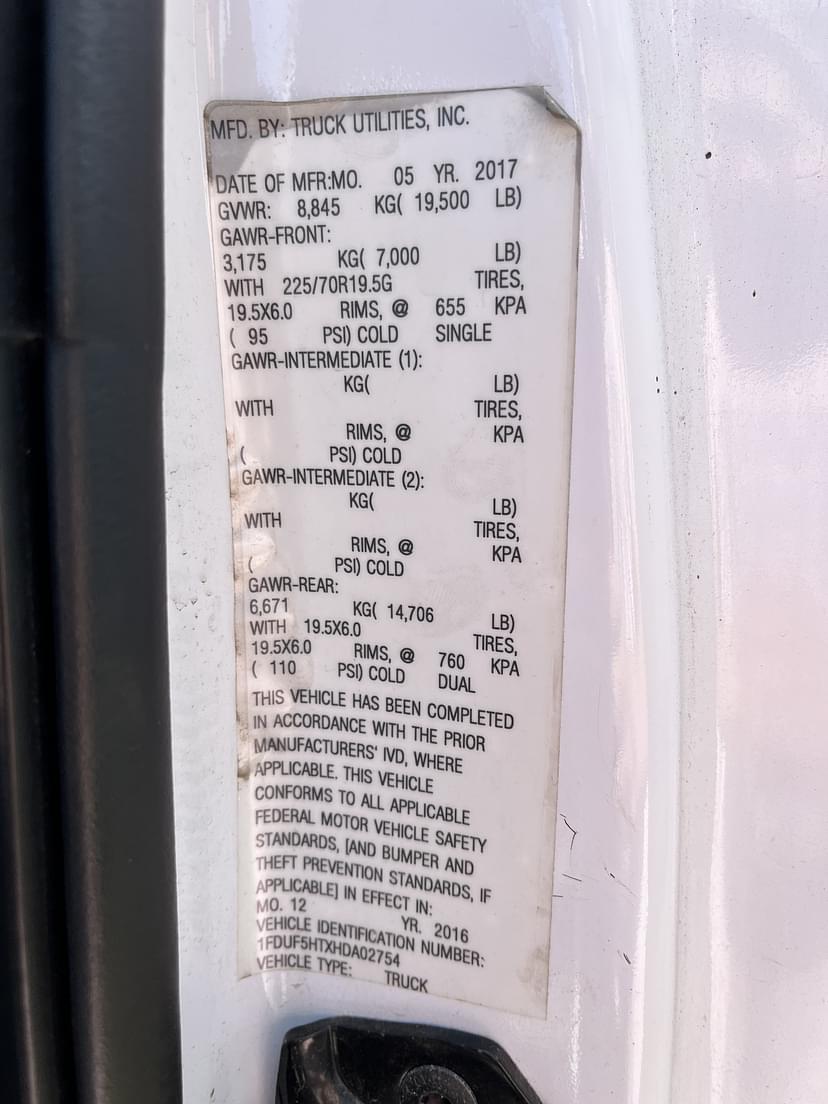 MFD. BY: TRUCK UTILITIES, INC.
DATE OF MFR:MO. 05 YR. 2017
GVWR: 8,845 KG( 19,500 LB)
GAWR-FRONT:
3,175 KG( 7,000 LB)
WITH 225/70R19.5G TIRES,
19.5X6.0 RIMS, @ 655 KPA
( 95 PSI) COLD SINGLE
GAWR-INTERMEDIATE (1):
KG( LB)
WITH TIRES,
RIMS, @ KPA
( PSI) COLD
GAWR-INTERMEDIATE (2):
KG( LB)
WITH TIRES,
RIMS, @ KPA
( PSI) COLD
GAWR-REAR:
6,671 KG( 14,706 LB)
WITH 19.5X6.0 TIRES,
19.5X6.0 RIMS, @ 760 KPA
( 110 PSI) COLD DUAL
THIS VEHICLE HAS BEEN COMPLETED
IN ACCORDANCE WITH THE PRIOR
MANUFACTURERS' IVD, WHERE
APPLICABLE. THIS VEHICLE
CONFORMS TO ALL APPLICABLE
FEDERAL MOTOR VEHICLE SAFETY
STANDARDS, [AND BUMPER AND
THEFT PREVENTION STANDARDS, IF
APPLICABLE] IN EFFECT IN:
MO. 12 YR. 2016
VEHICLE IDENTIFICATION NUMBER:
1FDUF5HTXHDA02754
VEHICLE TYPE: TRUCK